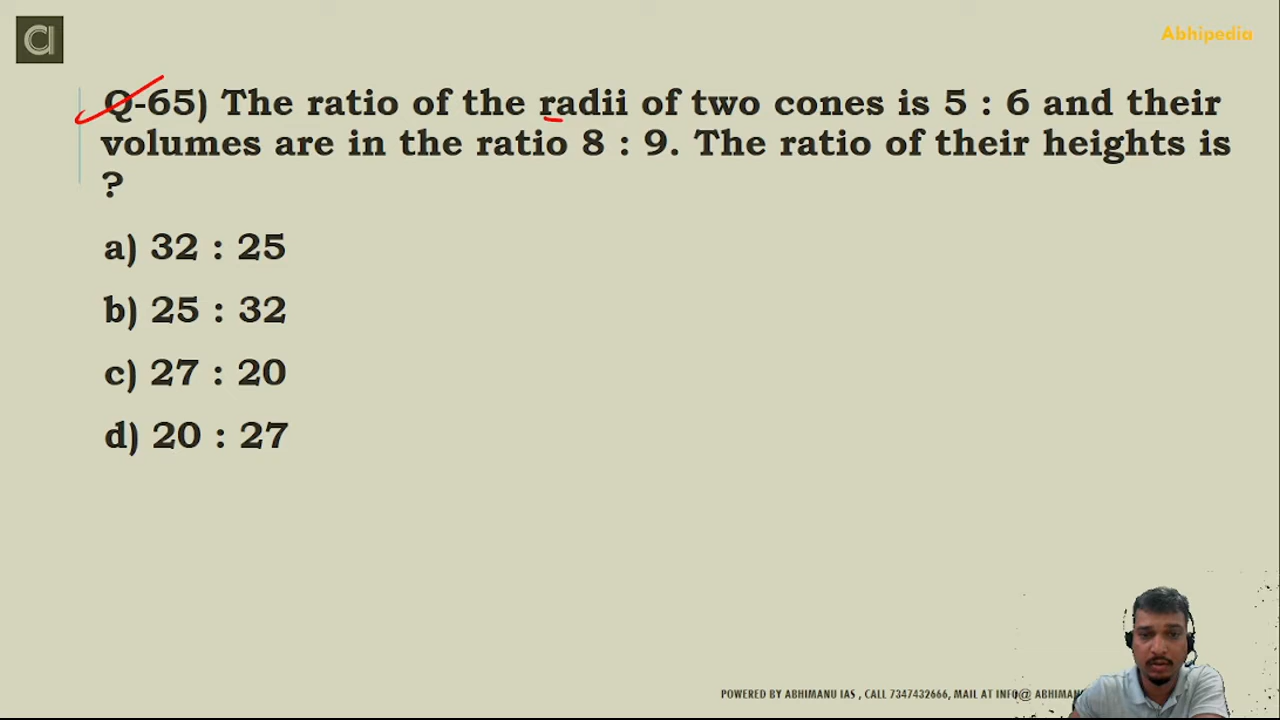 Abhipedia
Q-65) The ratio of the radii of two cones is 5 : 6 and their
volumes are in the ratio 8 : 9. The ratio of their heights is
?
a) 32 : 25
b) 25 : 32
c) 27 : 20
d) 20 : 27
POWERED BY ABHIMANU IAS , CALL 7347432666, MAIL AT INFO@ ABHIMAN